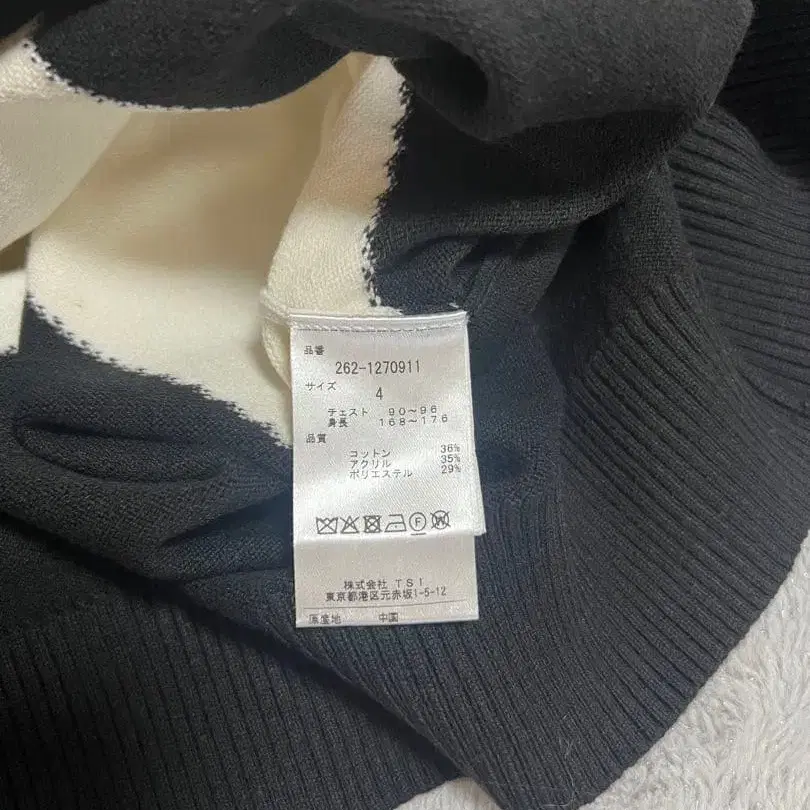 品番
262-1270911
サイズ
4
チェスト 90~96
身長 168~176
品質
コットン 36%
アクリル 35%
ポリエステル 29%
F W
株式会社 TSI
東京都港区元赤坂1-5-12
原産地 中国